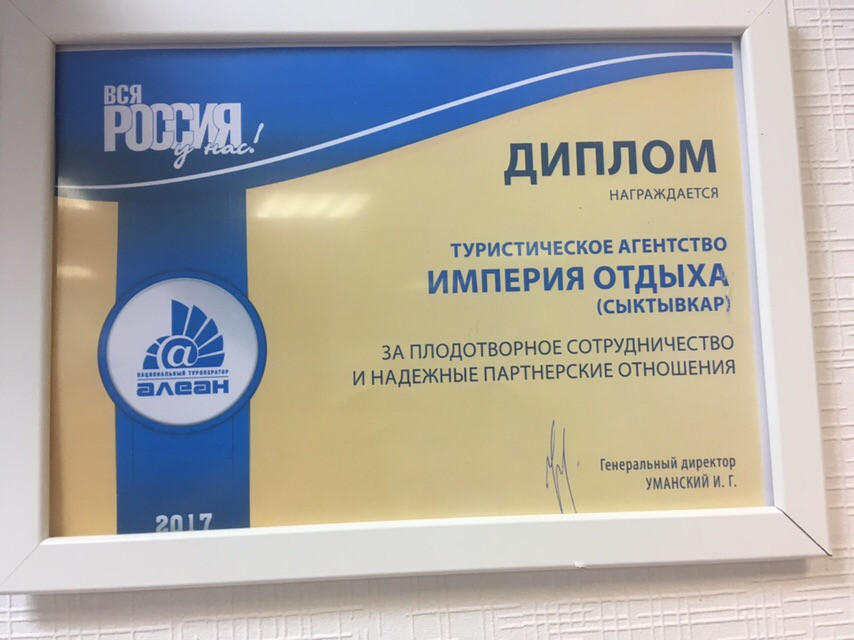 ВСЯ
РОССИЯ
у нас!
ДИПЛОМ
НАГРАЖДАЕТСЯ
ТУРИСТИЧЕСКОЕ АГЕНТСТВО
ИМПЕРИЯ ОТДЫХА
(СЫКТЫВКАР)
ЗА ПЛОДОТВОРНОЕ СОТРУДНИЧЕСТВО
И НАДЕЖНЫЕ ПАРТНЕРСКИЕ ОТНОШЕНИЯ
@
НАЦИОНАЛЬНЫЙ ТУРОПЕРАТОР
алеан
Генеральный директор
УМАНСКИЙ И. Г.
2017